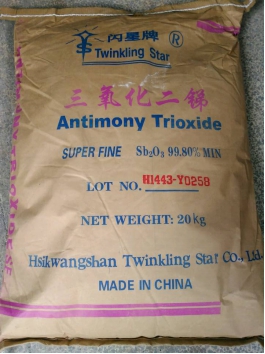 闪星牌 ®
Twinkling Star
三氧化二锑
Antimony Trioxide
SUPER FINE Sb₂O₃ 99.80% MIN
LOT NO. H1443-Y0258
NET WEIGHT: 20kg
Hsikwangshan Twinkling Star Co., Ltd.
MADE IN CHINA